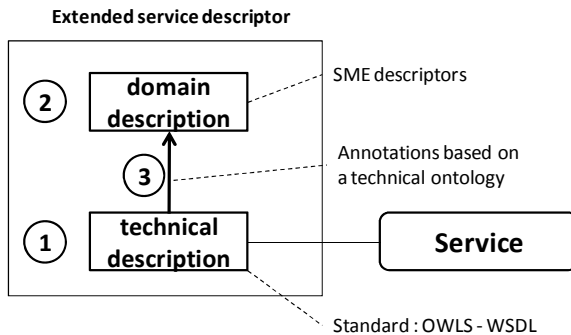 Extended service descriptor
2
domain
description
SME descriptors
3
Annotations based on
a technical ontology
1
technical
description
Service
Standard : OWLS - WSDL